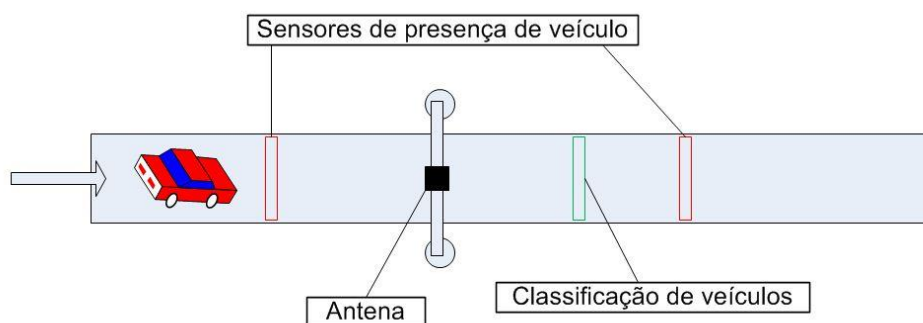 Sensores de presença de veículo
Antena
Classificação de veículos